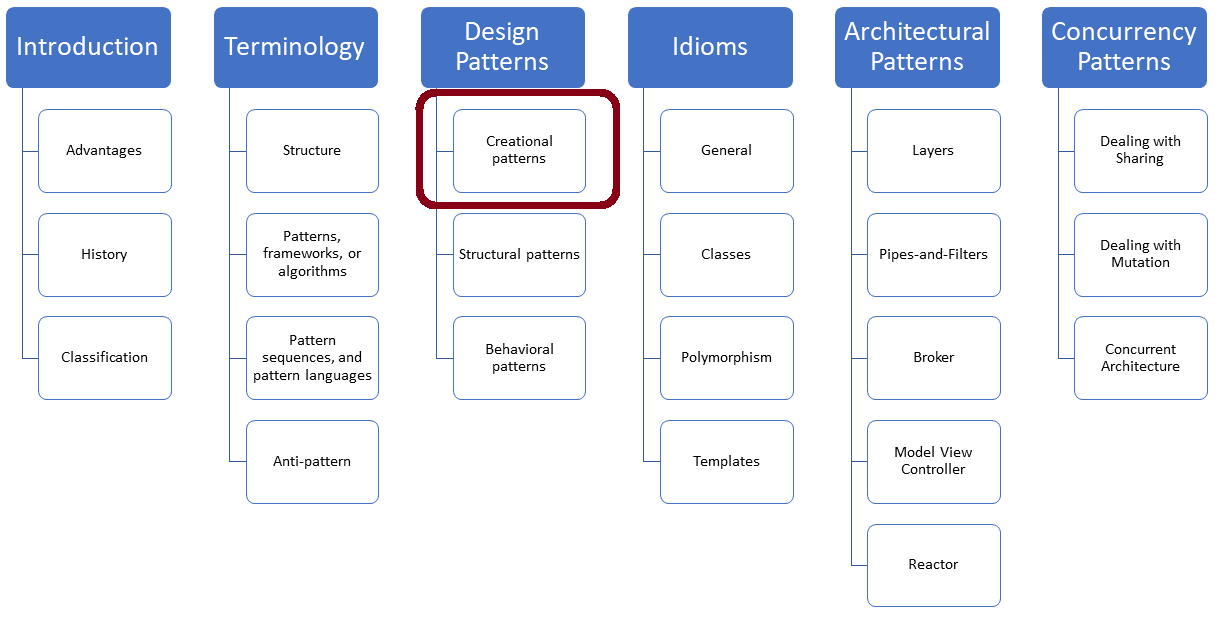 Introduction
Advantages
History
Classification
Terminology
Structure
Patterns,
frameworks, or
algorithms
Pattern
sequences, and
pattern languages
Anti-pattern
Design
Patterns
Creational
patterns
Structural patterns
Behavioral
patterns
Idioms
General
Classes
Polymorphism
Templates
Architectural
Patterns
Layers
Pipes-and-Filters
Broker
Model View
Controller
Reactor
Concurrency
Patterns
Dealing with
Sharing
Dealing with
Mutation
Concurrent
Architecture